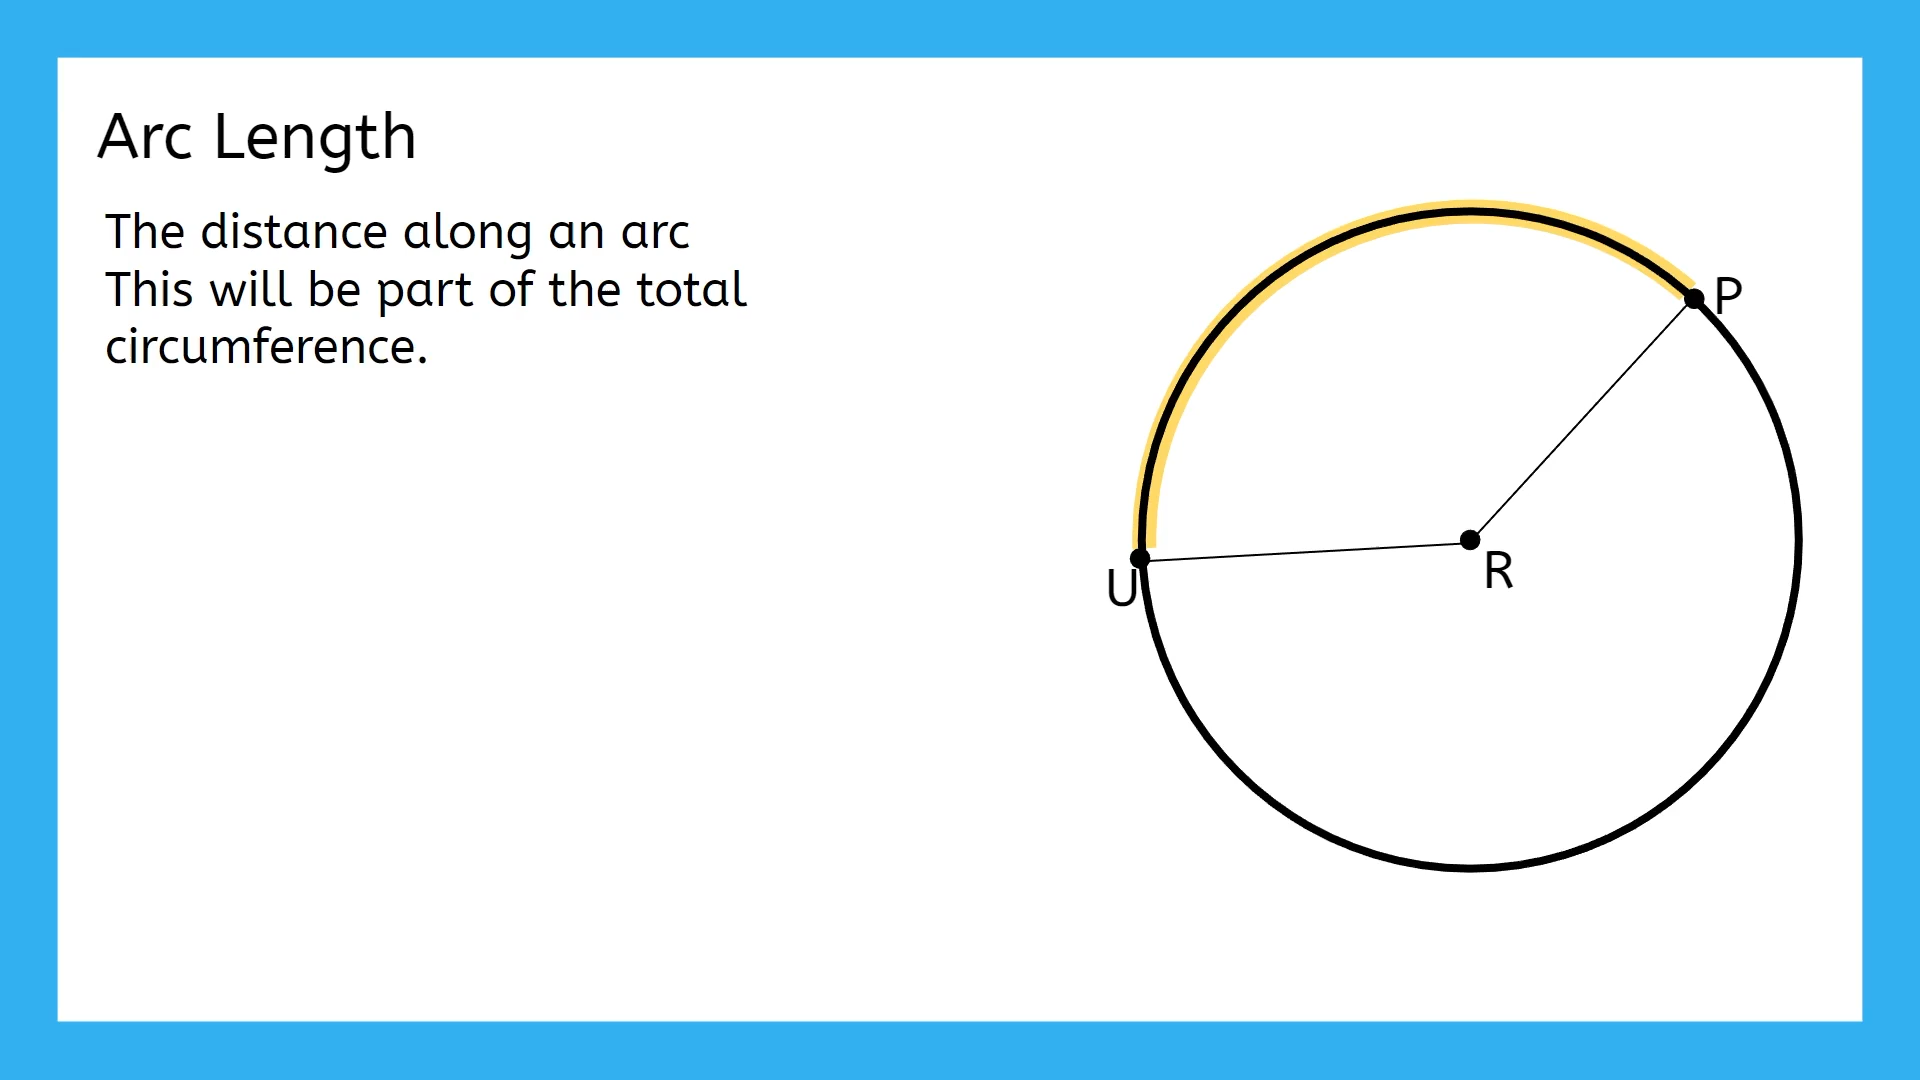 Arc Length
The distance along an arc
This will be part of the total
circumference.
P
R
U